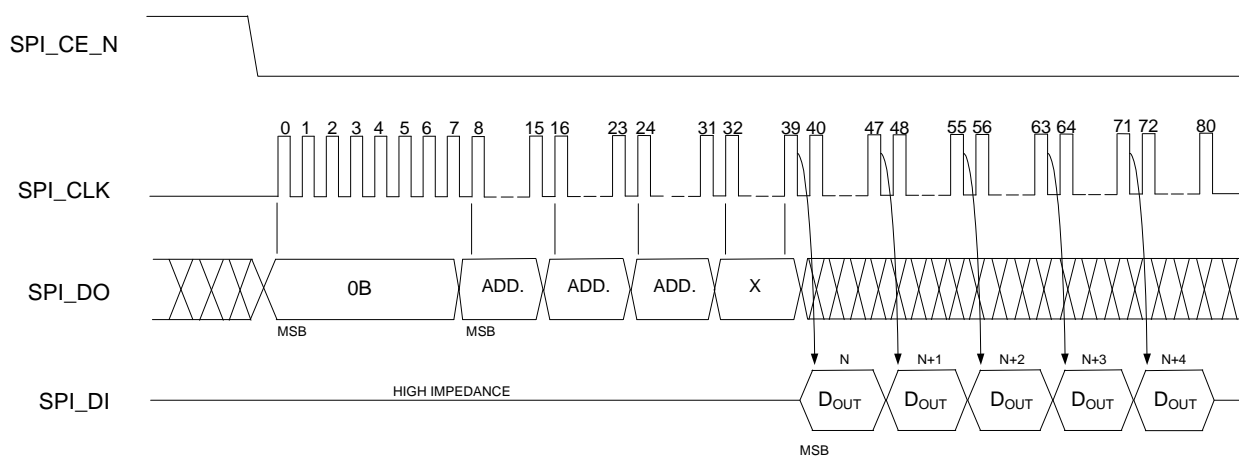 SPI_CE_N
0 1 2 3 4 5 6 7 8 15 16 23 24 31 32 39 40 47 48 55 56 63 64 71 72 80
SPI_CLK
SPI_DO
0B ADD. ADD. ADD. X
MSB MSB
N N+1 N+2 N+3 N+4
SPI_DI
HIGH IMPEDANCE
DOUT DOUT DOUT DOUT DOUT
MSB